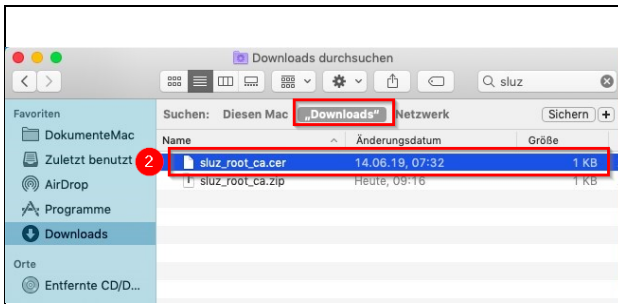 Downloads durchsuchen
sluz
Favoriten
Suchen: Diesen Mac „Downloads“ Netzwerk Sichern +
DokumenteMac
Name Änderungsdatum Größe
Zuletzt benutzt 2 sluz_root_ca.cer 14.06.19, 07:32 1 KB
AirDrop sluz_root_ca.zip Heute, 09:16 1 KB
Programme
Downloads
Orte
Entfernte CD/D...